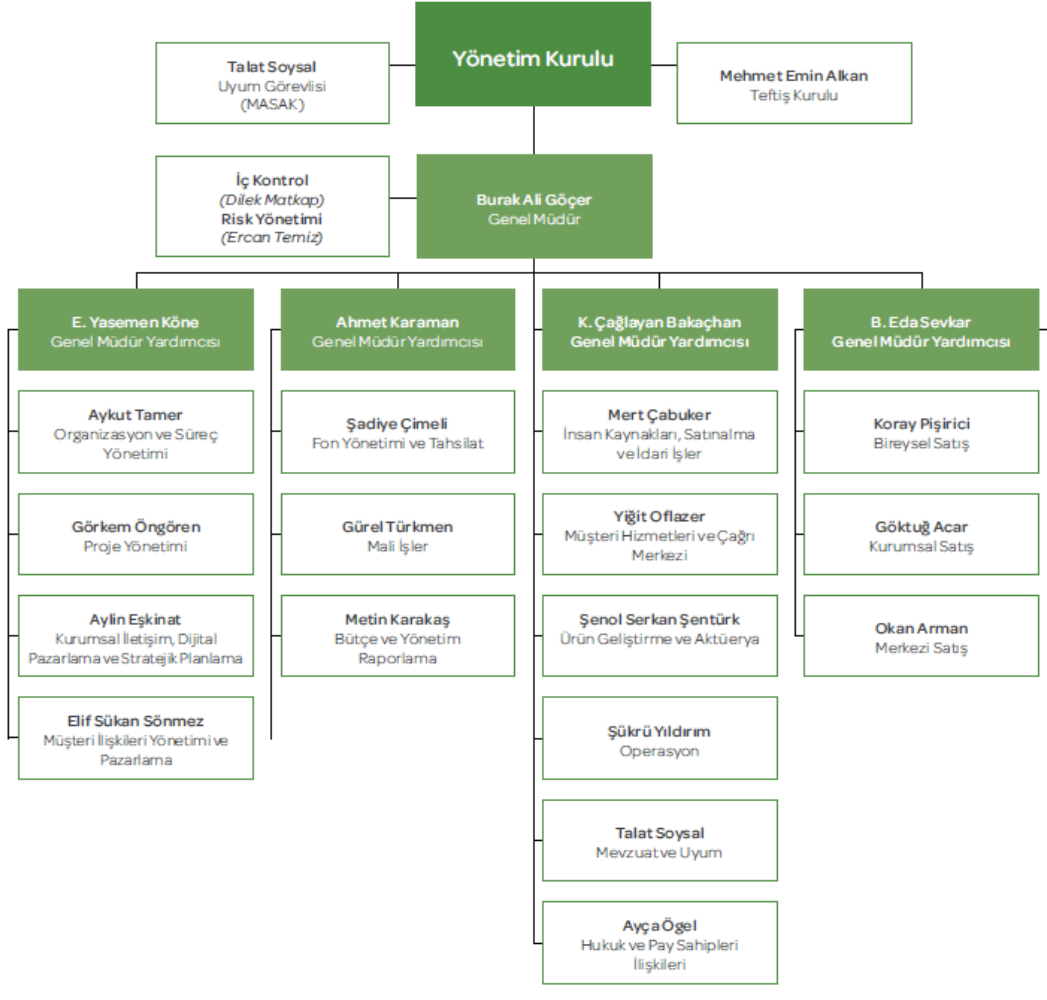 Yönetim Kurulu
Talat Soysal
Uyum Görevlisi
(MASAK)
Mehmet Emin Alkan
Teftiş Kurulu
İç Kontrol
(Dilek Matkap)
Risk Yönetimi
(Ercan Temiz)
Burak Ali Göçer
Genel Müdür
E. Yasemen Köne
Genel Müdür Yardımcısı
Aykut Tamer
Organizasyon ve Süreç
Yönetimi
Görkem Öngören
Proje Yönetimi
Aylin Eşkinat
Kurumsal İletişim, Dijital
Pazarlama ve Stratejik Planlama
Elif Sükan Sönmez
Müşteri İlişkileri Yönetimi ve
Pazarlama
Ahmet Karaman
Genel Müdür Yardımcısı
Şadiye Çimeli
Fon Yönetimi ve Tahsilat
Gürel Türkmen
Mali İşler
Metin Karakaş
Bütçe ve Yönetim
Raporlama
K. Çağlayan Bakaçhan
Genel Müdür Yardımcısı
Mert Çabuker
İnsan Kaynakları, Satınalma
ve İdari İşler
Yiğit Oflazer
Müşteri Hizmetleri ve Çağrı
Merkezi
Şenol Serkan Şentürk
Ürün Geliştirme ve Aktüerya
Şükrü Yıldırım
Operasyon
Talat Soysal
Mevzuat ve Uyum
Ayça Ögel
Hukuk ve Pay Sahipleri
İlişkileri
B. Eda Sevkar
Genel Müdür Yardımcısı
Koray Pişirici
Bireysel Satış
Göktuğ Acar
Kurumsal Satış
Okan Arman
Merkezi Satış